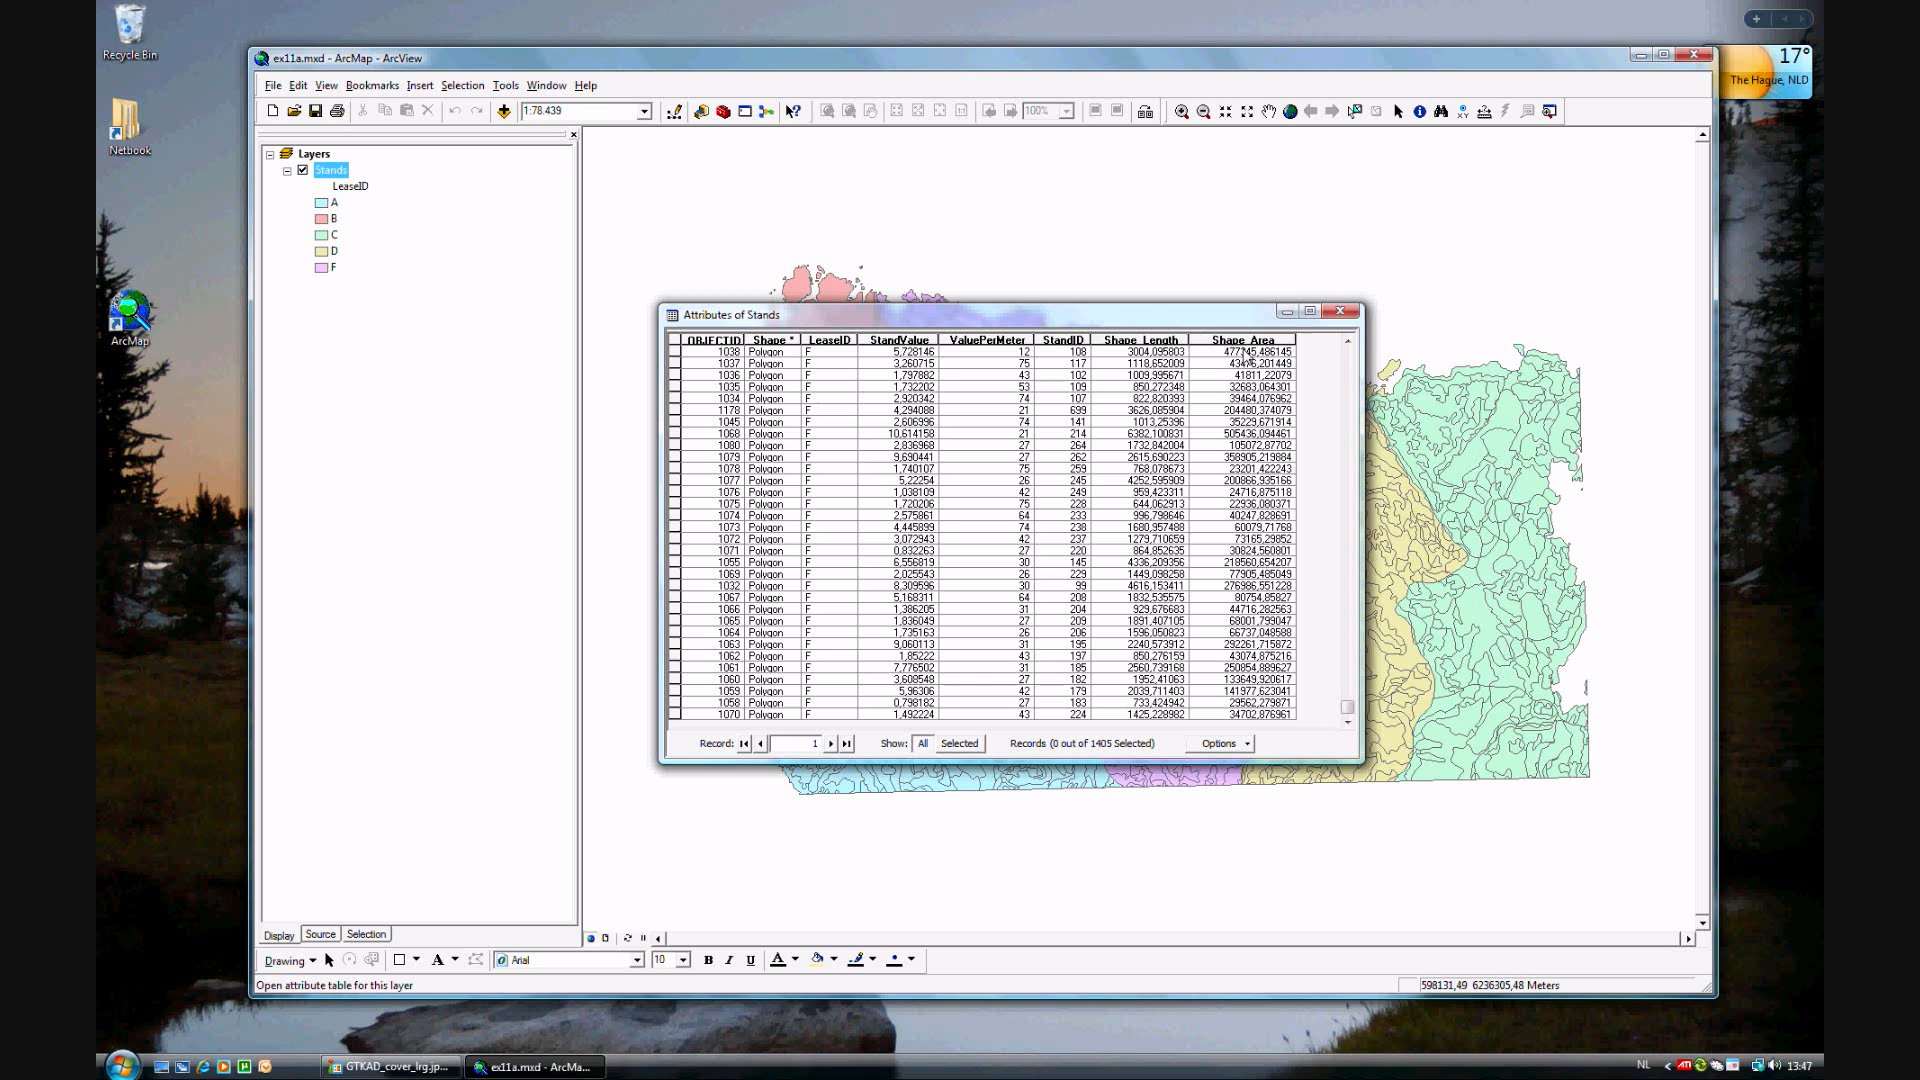 Recycle Bin
Netbook
ArcMap
17°
The Hague, NLD
ex11a.mxd - ArcMap - ArcView
File Edit View Bookmarks Insert Selection Tools Window Help
1:78.439
100%
Layers
Stands
LeaseID
A
B
C
D
F
Attributes of Stands
OBJECTID Shape * LeaseID StandValue ValuePerMeter StandID Shape_Length Shape_Area
1038 Polygon F 5,728146 12 108 3004,095803 477145,486145
1037 Polygon F 3,260715 75 117 1118,652009 43476,201449
1036 Polygon F 1,797882 43 102 1009,995671 41811,22079
1035 Polygon F 1,732202 53 109 850,272348 32683,064301
1034 Polygon F 2,920342 74 107 822,820393 39464,076962
1178 Polygon F 4,294088 21 699 3626,085904 204480,374079
1045 Polygon F 2,606996 74 141 1013,25396 35229,671914
1068 Polygon F 10,614158 21 214 6382,100831 505436,094461
1080 Polygon F 2,836968 27 264 1732,842004 105072,87702
1079 Polygon F 9,690441 27 262 2615,690223 358905,219884
1078 Polygon F 1,740107 75 259 768,078673 23201,422243
1077 Polygon F 5,22254 26 245 4252,595909 200866,935166
1076 Polygon F 1,038109 42 249 959,423311 24716,875118
1075 Polygon F 1,720206 75 228 644,062913 22936,080371
1074 Polygon F 2,575861 64 233 996,798646 40247,828691
1073 Polygon F 4,445899 74 238 1680,957488 60079,71768
1072 Polygon F 3,072943 42 237 1279,710659 73165,29852
1071 Polygon F 0,832263 27 220 864,852635 30824,560801
1055 Polygon F 6,556819 30 145 4336,209356 218560,654207
1069 Polygon F 2,025543 26 229 1449,098258 77905,485049
1032 Polygon F 8,309596 30 99 4616,153411 276986,551228
1067 Polygon F 5,168311 64 208 1832,535575 80754,85827
1066 Polygon F 1,386205 31 204 929,676683 44716,282563
1065 Polygon F 1,836049 27 209 1891,407105 68001,799047
1064 Polygon F 1,735163 26 206 1596,050823 66737,048588
1063 Polygon F 9,060113 31 195 2240,573912 292261,715872
1062 Polygon F 1,85222 43 197 850,276159 43074,875216
1061 Polygon F 7,776502 31 185 2560,739168 250854,889627
1060 Polygon F 3,608548 27 182 1952,41063 133649,920617
1059 Polygon F 5,96306 42 179 2039,711403 141977,623041
1058 Polygon F 0,798182 27 183 733,424942 29562,279871
1070 Polygon F 1,492224 43 224 1425,228982 34702,876961
Record: 1 Show: All Selected Records (0 out of 1405 Selected) Options
Display Source Selection
Drawing A Arial 10 B I U A
Open attribute table for this layer
598131,49 6236305,48 Meters
GTKAD_cover_lrg.jp...
ex11a.mxd - ArcMa...
NL
13:47